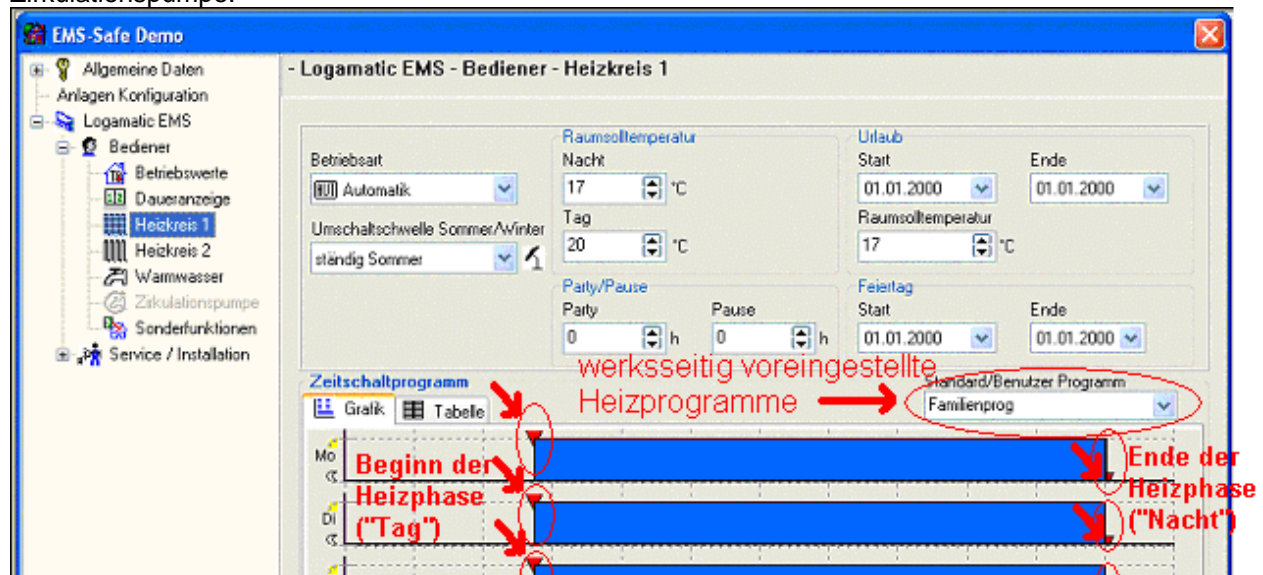 Zirkulationspumpe.
EMS-Safe Demo
Allgemeine Daten
Anlagen Konfiguration
Logamatic EMS
Bediener
Betriebswerte
Daueranzeige
Heizkreis 1
Heizkreis 2
Warmwasser
Zirkulationspumpe
Sonderfunktionen
Service / Installation
- Logamatic EMS - Bediener - Heizkreis 1
Betriebsart
Automatik
Umschaltschwelle Sommer/Winter
ständig Sommer
Raumsolltemperatur
Nacht
17 °C
Tag
20 °C
Urlaub
Start Ende
01.01.2000 01.01.2000
Raumsolltemperatur
17 °C
Party/Pause
Party Pause
0 h 0 h
Feiertag
Start Ende
01.01.2000 01.01.2000
werksseitig voreingestellte
Heizprogramme
Zeitschaltprogramm
Grafik Tabelle
Standard/Benutzer Programm
Familienprog
Mo
Di
Beginn der
Heizphase
("Tag")
Ende der
Heizphase
("Nacht")